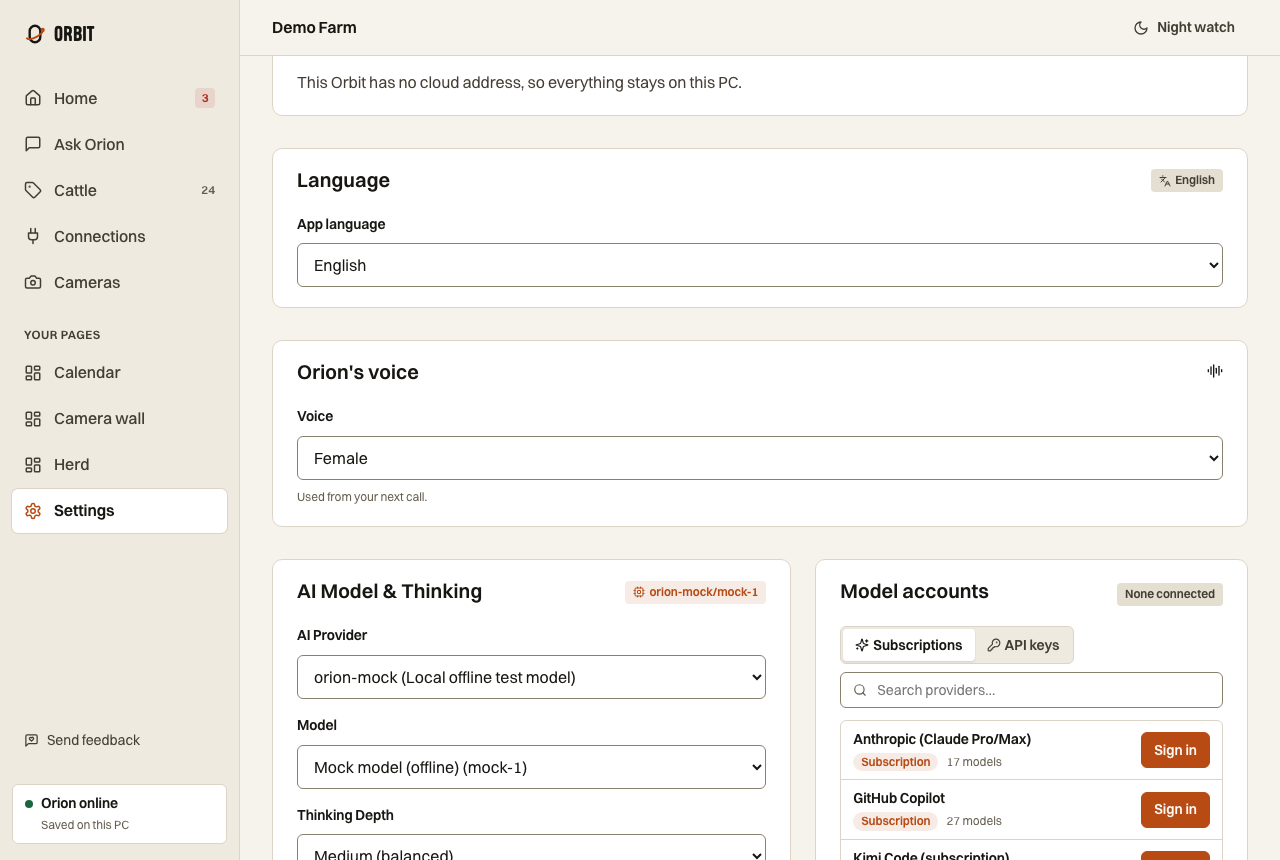 ORBIT
Home
3
Ask Orion
Cattle
24
Connections
Cameras
YOUR PAGES
Calendar
Camera wall
Herd
Settings
Send feedback
Orion online
Saved on this PC
Demo Farm
Night watch
This Orbit has no cloud address, so everything stays on this PC.
Language
English
App language
English
Orion's voice
Voice
Female
Used from your next call.
AI Model & Thinking
orion-mock/mock-1
AI Provider
orion-mock (Local offline test model)
Model
Mock model (offline) (mock-1)
Thinking Depth
Medium (balanced)
Model accounts
None connected
Subscriptions
API keys
Search providers...
Anthropic (Claude Pro/Max)
Subscription 17 models
Sign in
GitHub Copilot
Subscription 27 models
Sign in
Kimi Code (subscription)